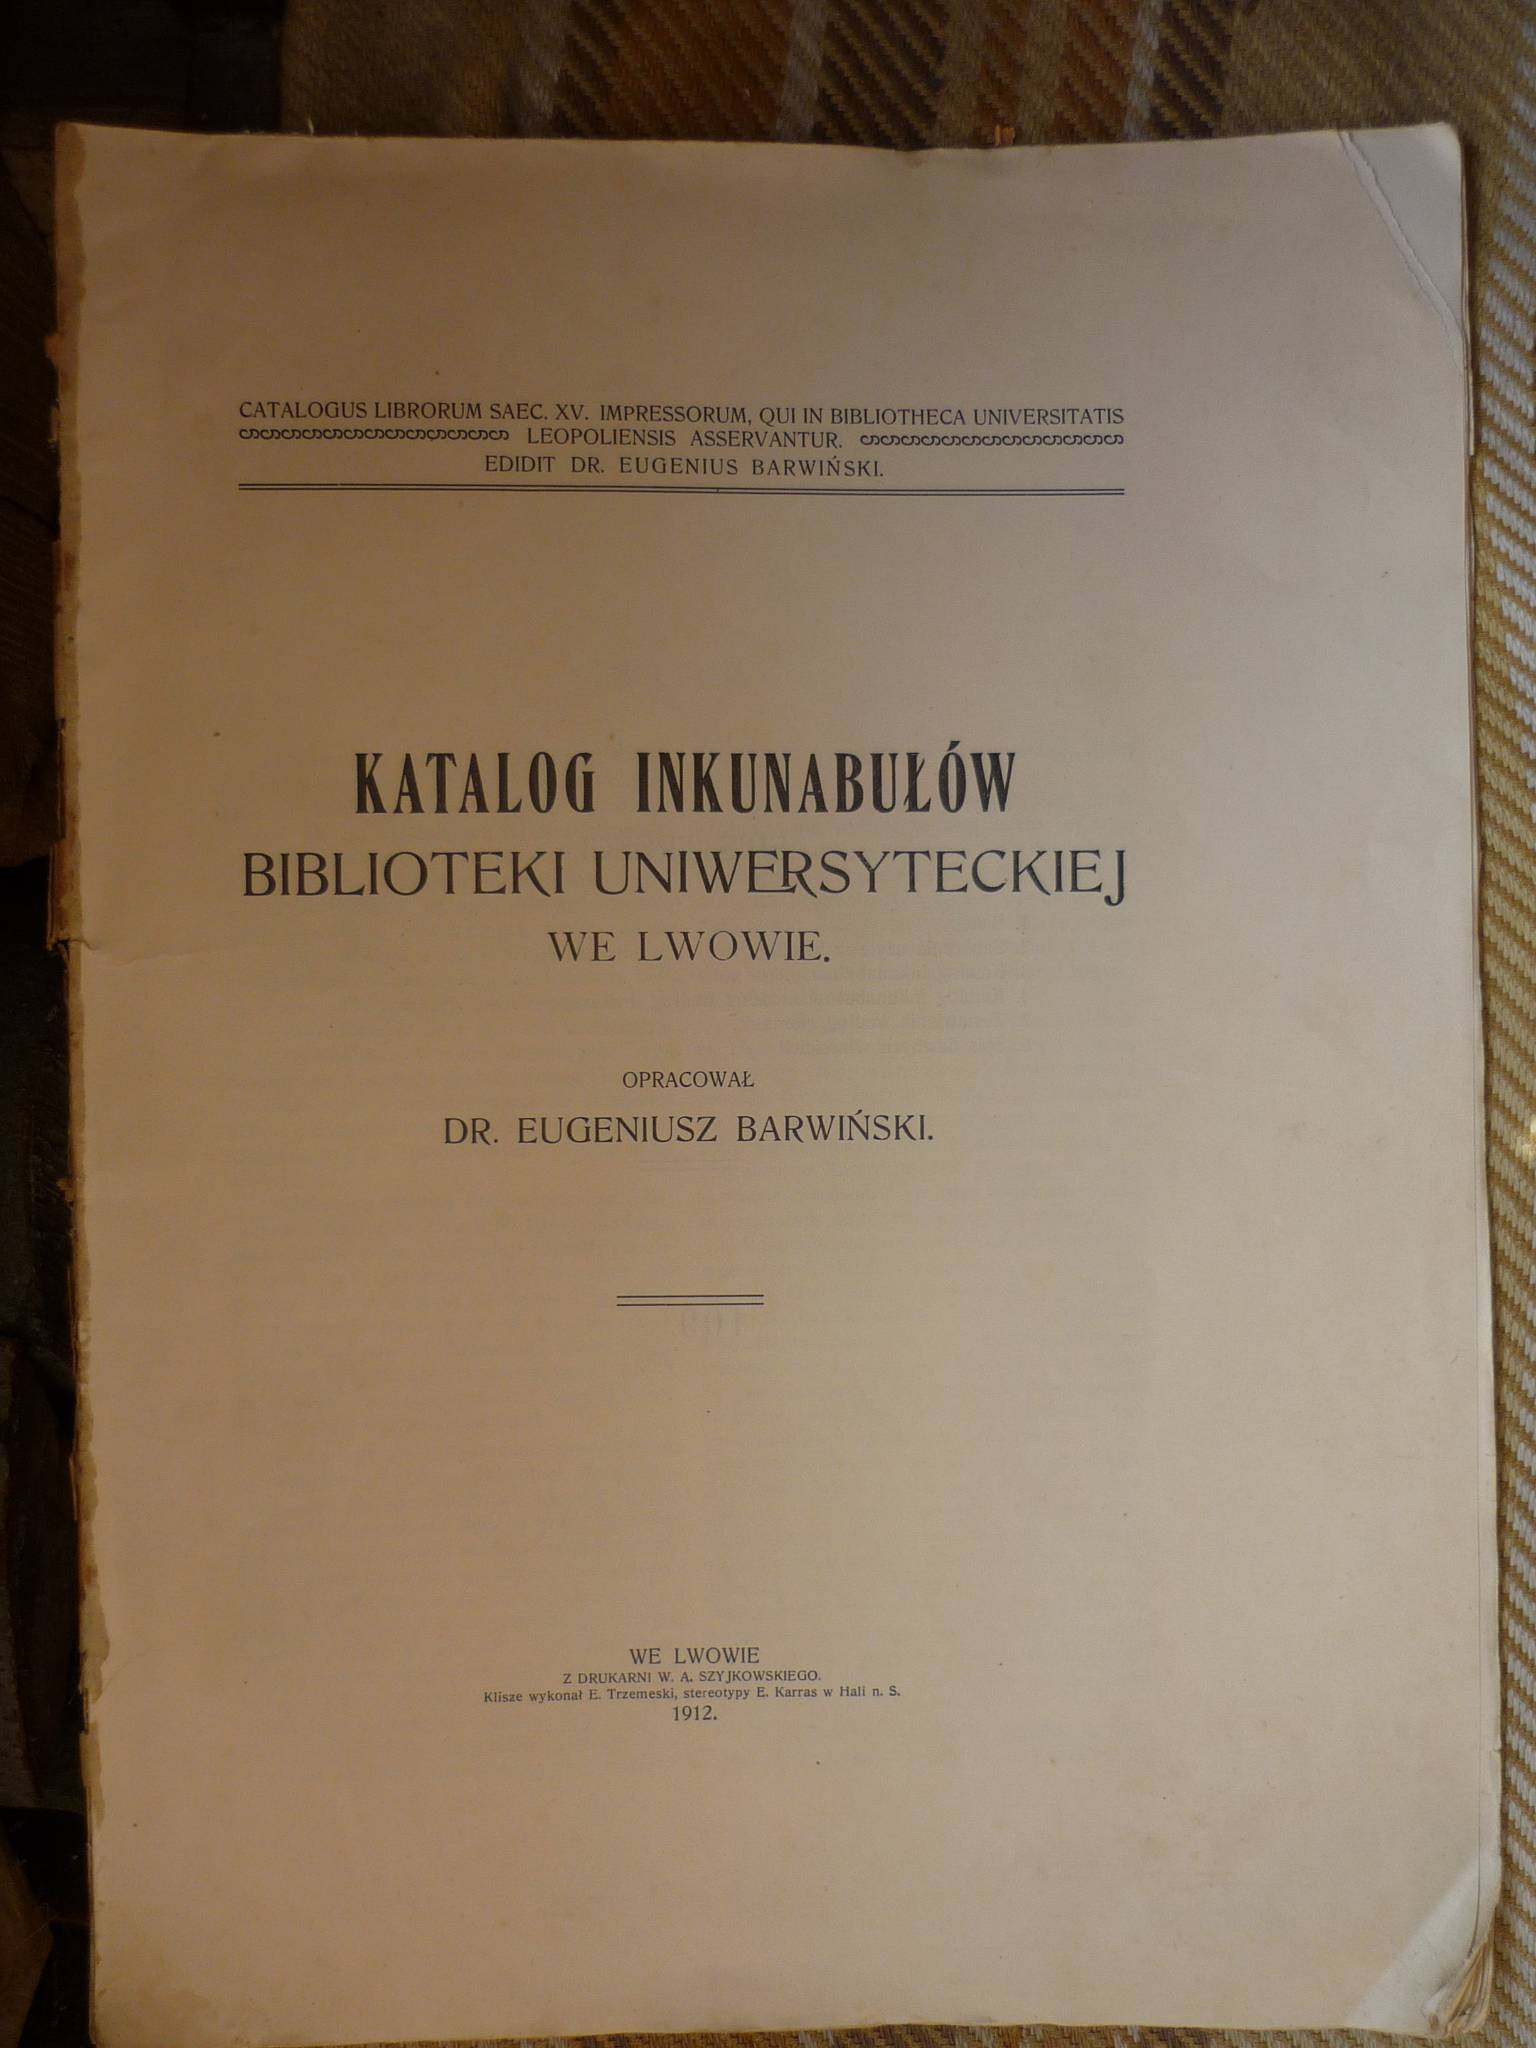 CATALOGUS LIBRORUM SAEC. XV. IMPRESSORUM, QUI IN BIBLIOTHECA UNIVERSITATIS
LEOPOLIENSIS ASSERVANTUR.
EDIDIT DR. EUGENIUS BARWIŃSKI.
KATALOG INKUNABUŁÓW
BIBLIOTEKI UNIWERSYTECKIEJ
WE LWOWIE.
OPRACOWAŁ
DR. EUGENIUSZ BARWIŃSKI.
WE LWOWIE
Z DRUKARNI W. A. SZYJKOWSKIEGO.
Klisze wykonał E. Trzemeski, stereotypy E. Karras w Hali n. S.
1912.